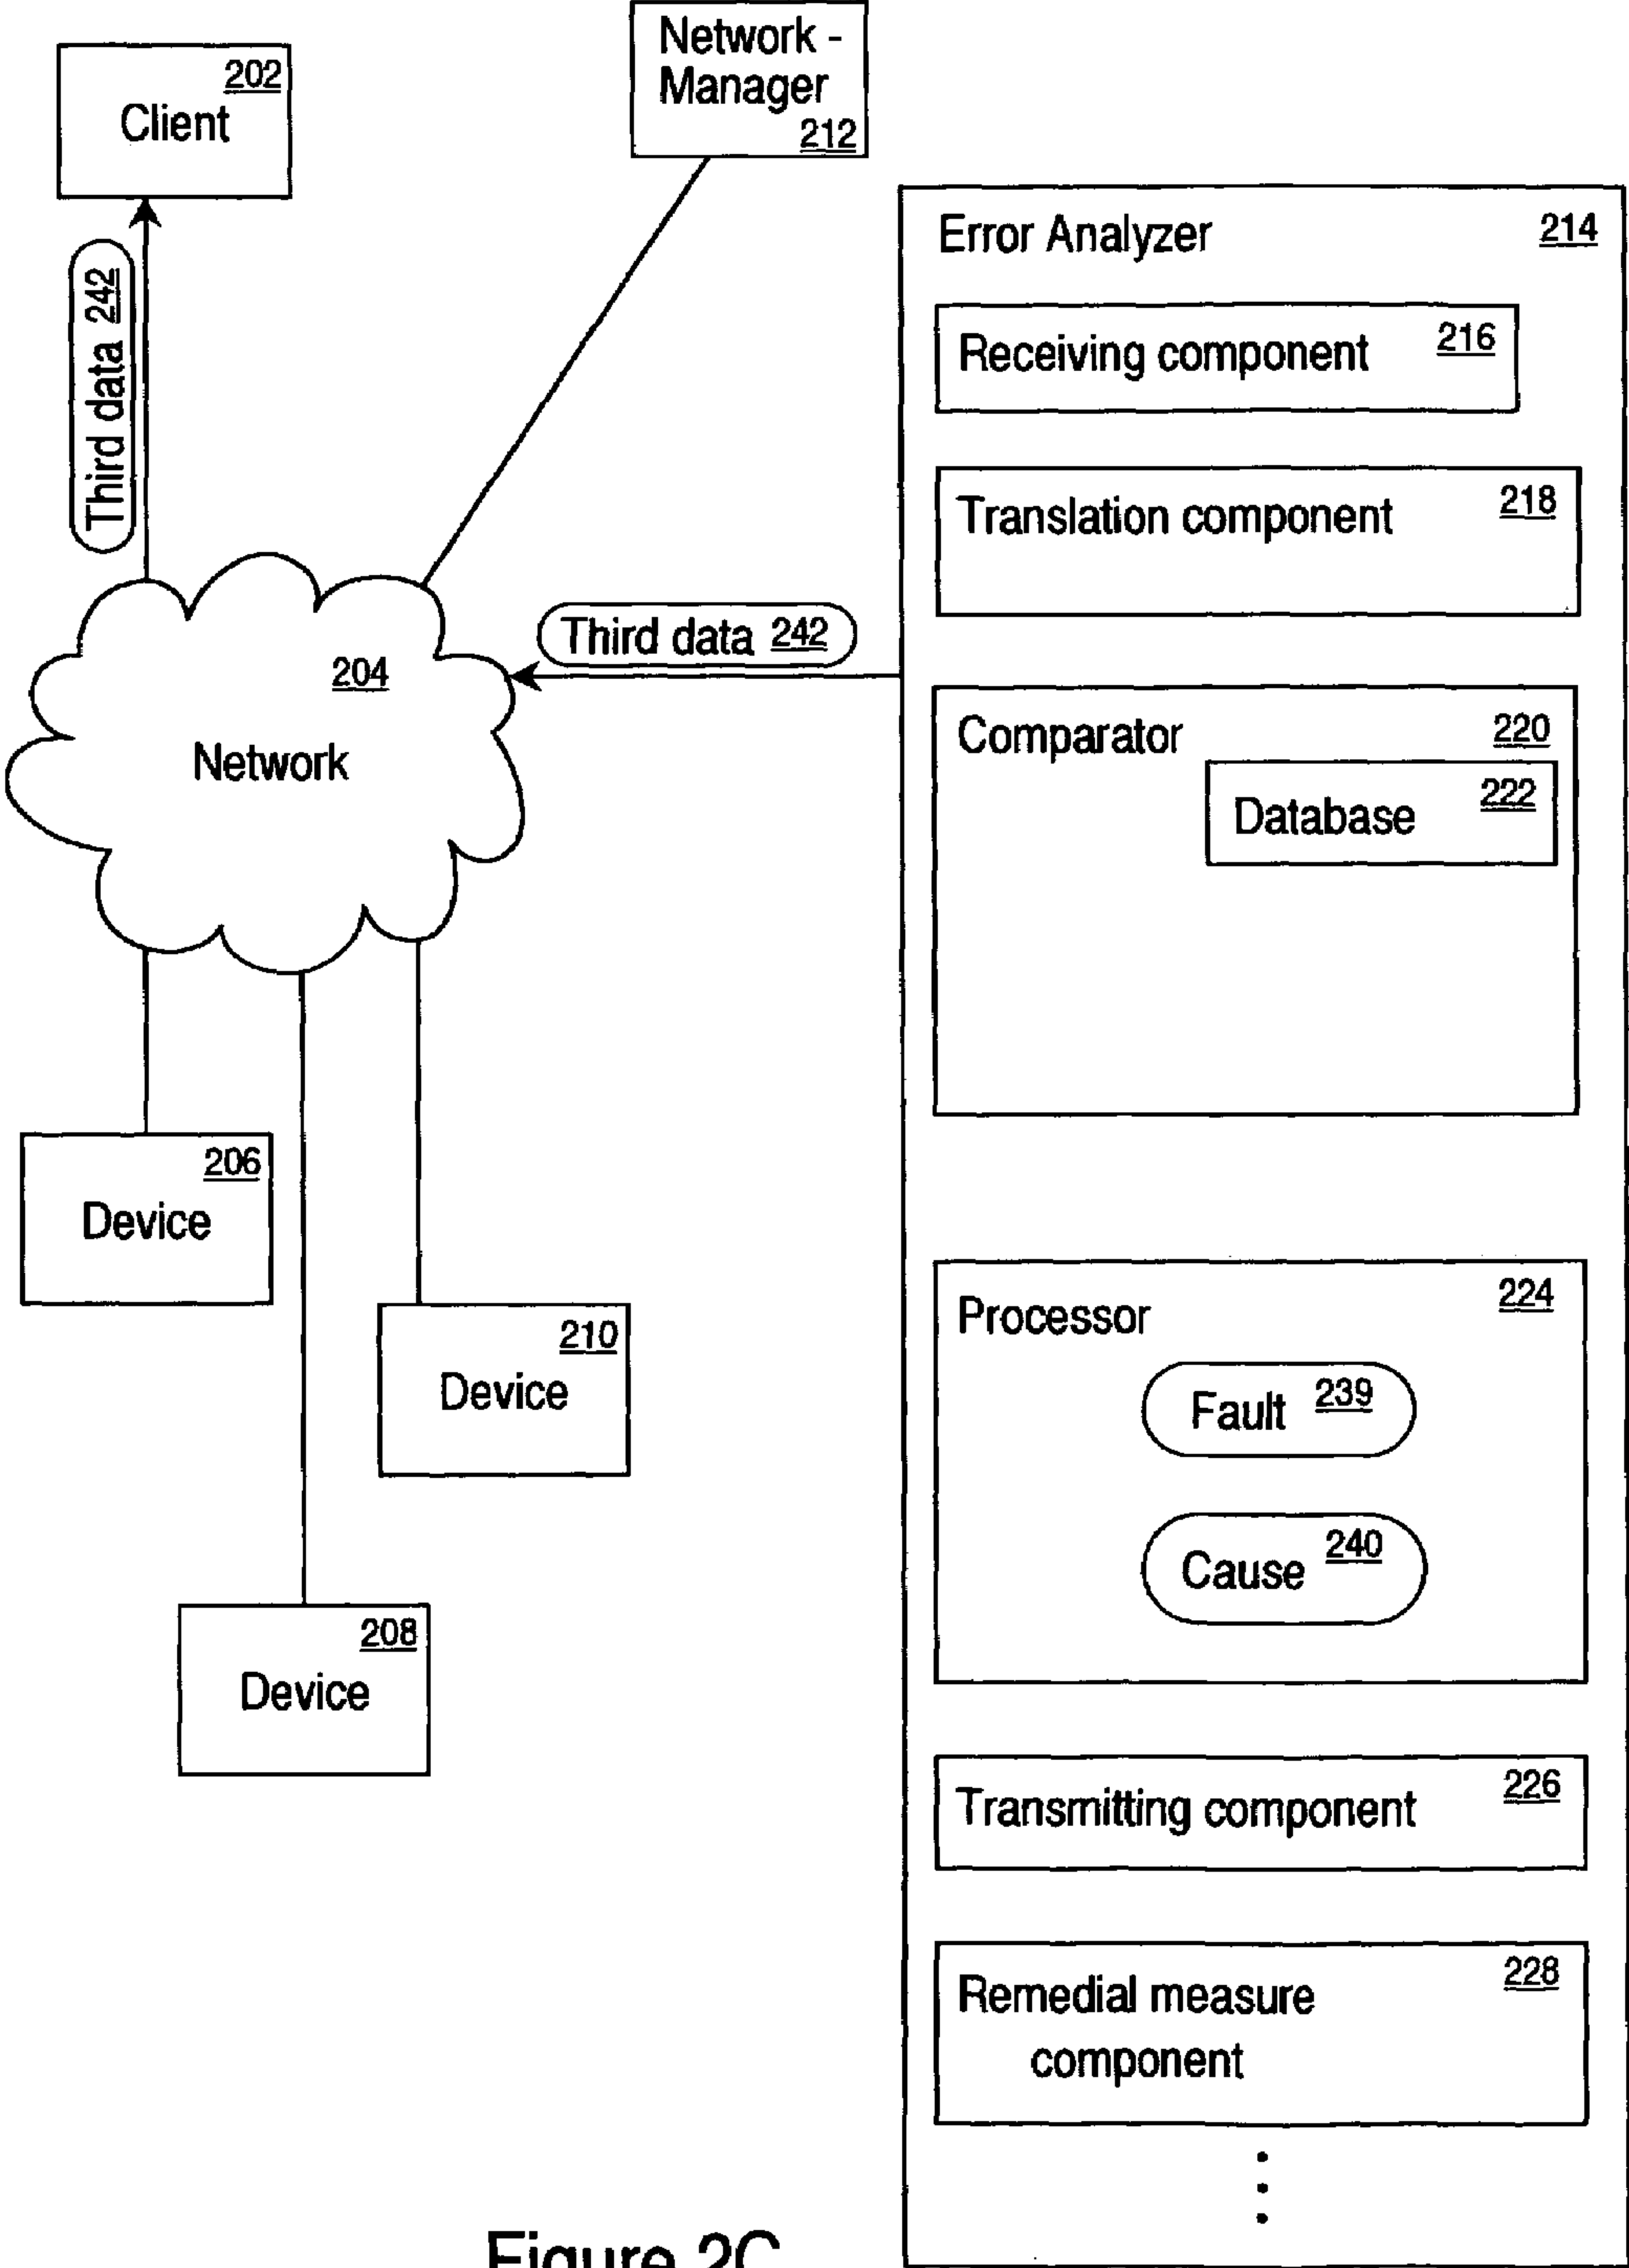 202
Client
Network -
Manager
212
Third data 242
204
Network
Third data 242
Error Analyzer 214
Receiving component 216
Translation component 218
Comparator 220
Database 222
Processor 224
Fault 239
Cause 240
Transmitting component 226
Remedial measure 228
component
206
Device
210
Device
208
Device
Figure 2C